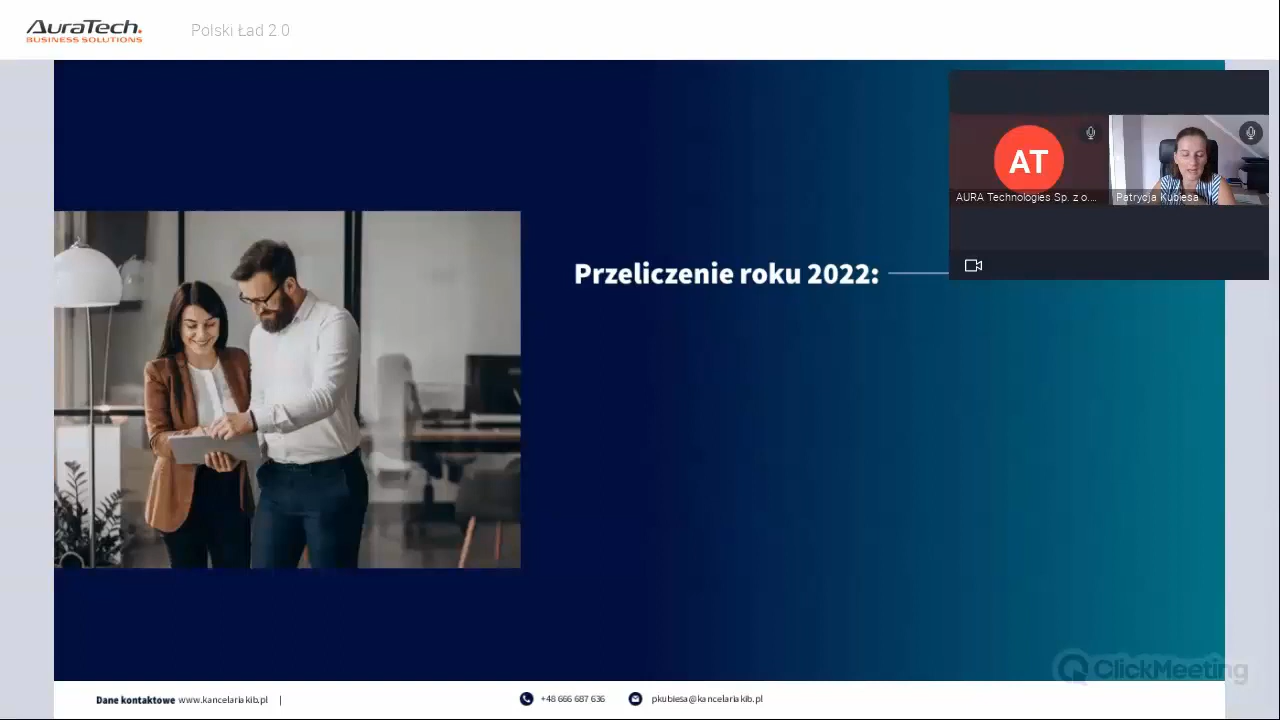 AURATECH.
BUSINESS SOLUTIONS
Polski Ład 2 0
AT
AURA Technologies Sp. z o....
Patrycja Kubiesa
Przeliczenie roku 2022:
ClickMeeting
Dane kontaktowe www.kancelariakib.pl |
+48 666 687 636
pkubiesa@kancelariakib.pl